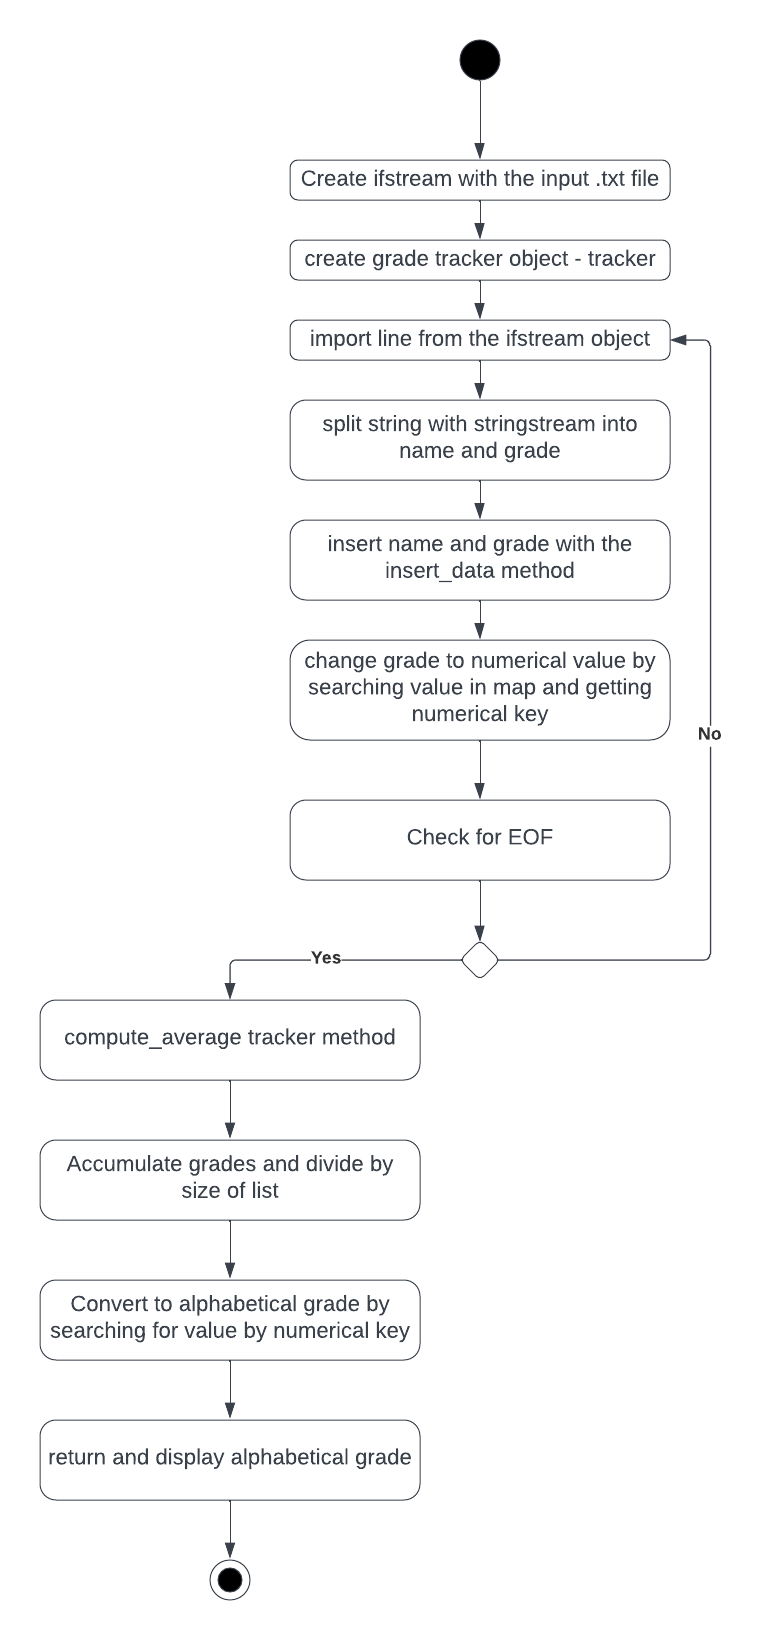 Create ifstream with the input .txt file
create grade tracker object - tracker
import line from the ifstream object
split string with stringstream into
name and grade
insert name and grade with the
insert_data method
change grade to numerical value by
searching value in map and getting
numerical key
No
Check for EOF
Yes
compute_average tracker method
Accumulate grades and divide by
size of list
Convert to alphabetical grade by
searching for value by numerical key
return and display alphabetical grade